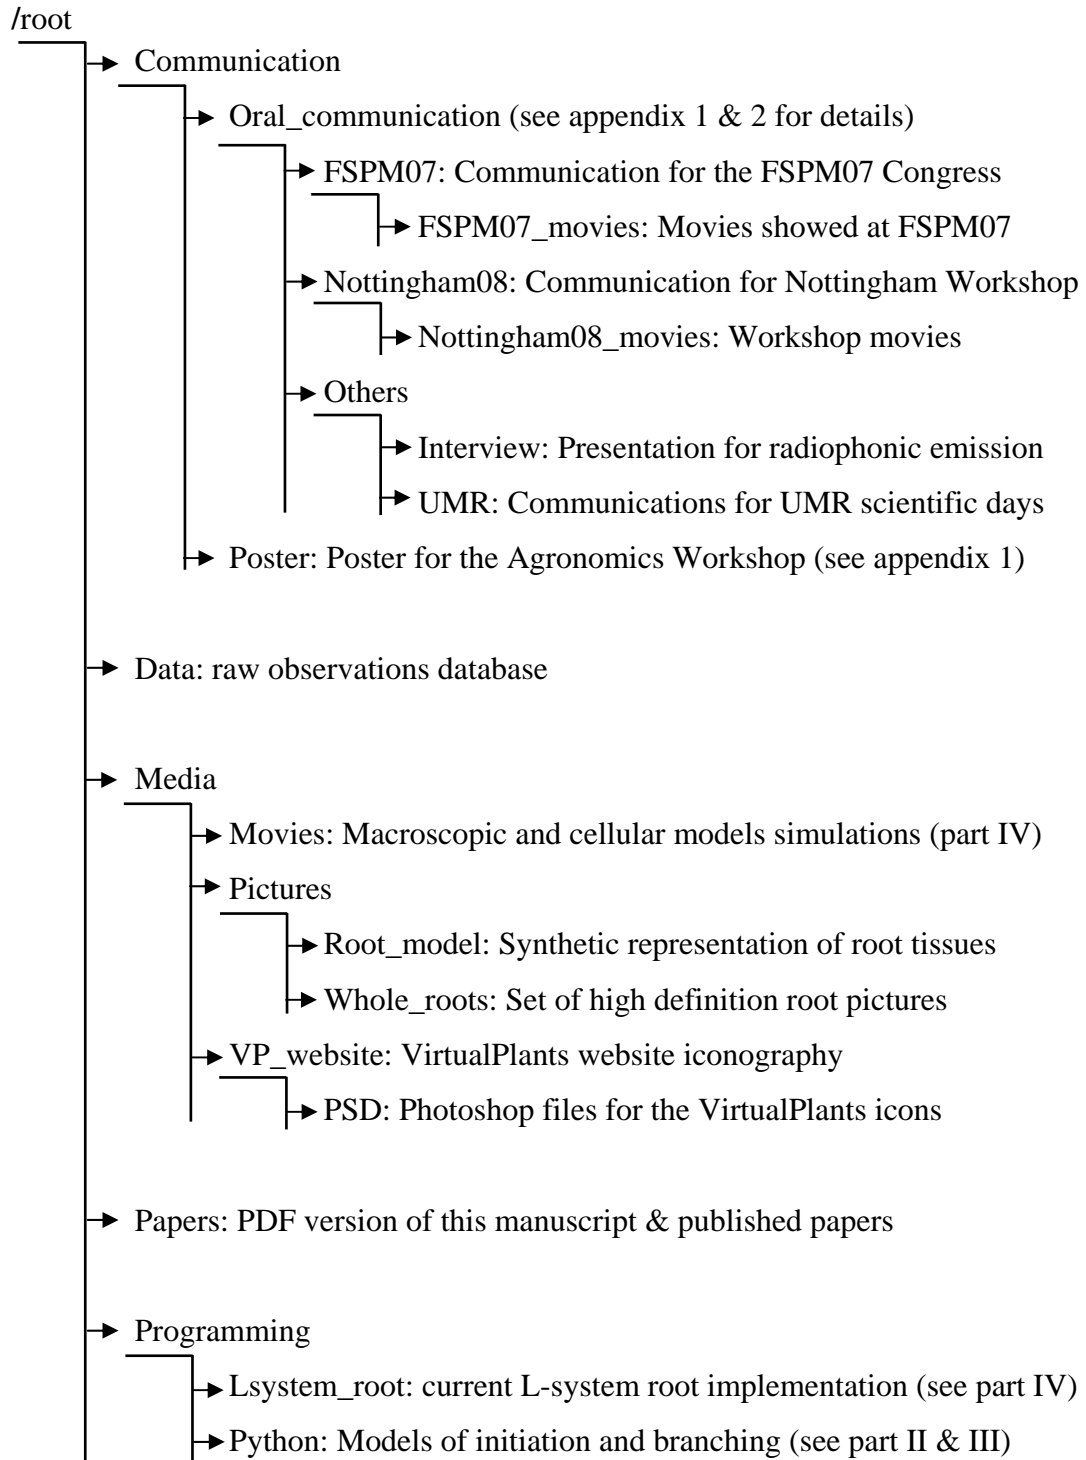 /root
Communication
Oral_communication (see appendix 1 & 2 for details)
FSPM07: Communication for the FSPM07 Congress
FSPM07_movies: Movies showed at FSPM07
Nottingham08: Communication for Nottingham Workshop
Nottingham08_movies: Workshop movies
Others
Interview: Presentation for radiophonic emission
UMR: Communications for UMR scientific days
Poster: Poster for the Agronomics Workshop (see appendix 1)
Data: raw observations database
Media
Movies: Macroscopic and cellular models simulations (part IV)
Pictures
Root_model: Synthetic representation of root tissues
Whole_roots: Set of high definition root pictures
VP_website: VirtualPlants website iconography
PSD: Photoshop files for the VirtualPlants icons
Papers: PDF version of this manuscript & published papers
Programming
Lsystem_root: current L-system root implementation (see part IV)
Python: Models of initiation and branching (see part II & III)